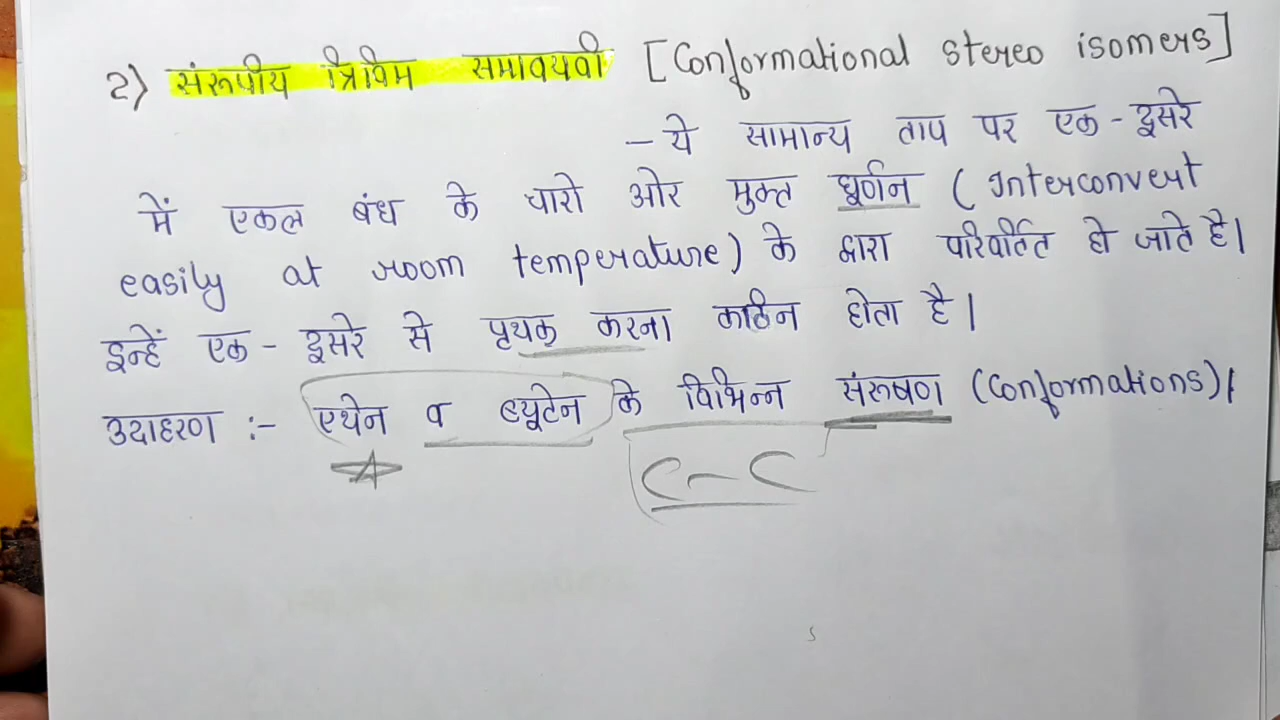 2) संरूपीय त्रिविम समावयवी [Conformational stereo isomers]
- ये सामान्य ताप पर एक - दूसरे
में एकल बंध के चारो ओर मुक्त घूर्णन ( Interconvert
easily at room temperature) के द्वारा परिवर्तित हो जाते है।
इन्हें एक - दूसरे से पृथक् करना कठिन होता है।
उदाहरण :- एथेन व ब्यूटेन के विभिन्न संरूषण (Conformations)।
C-C